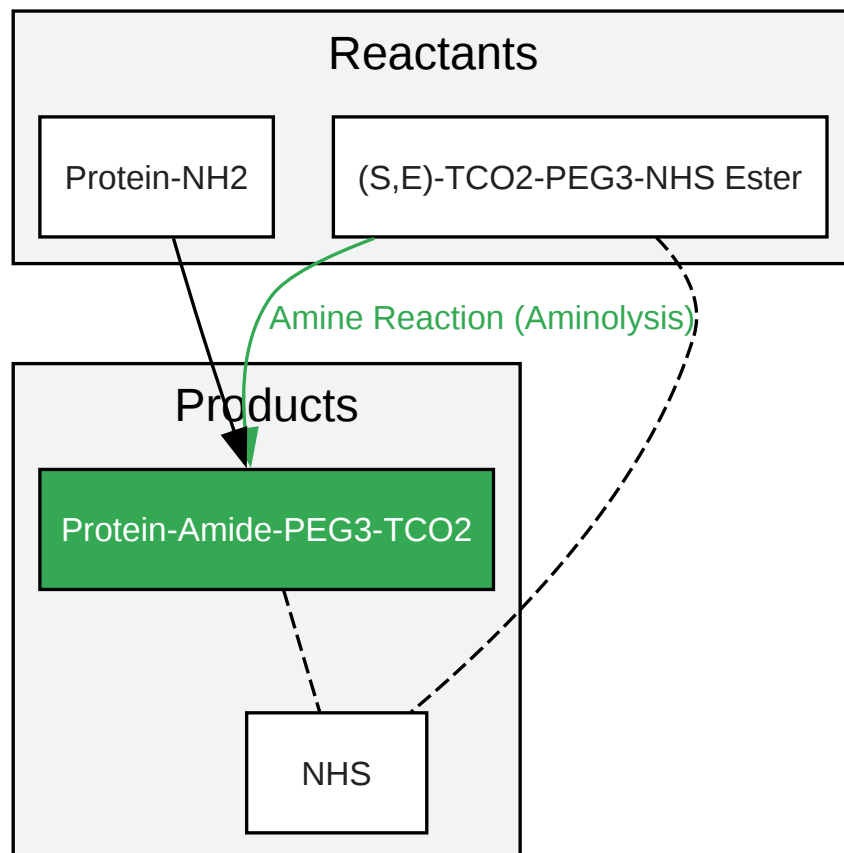 Reactants
Protein-NH2
(S,E)-TCO2-PEG3-NHS Ester
Amine Reaction (Aminolysis)
Products
Protein-Amide-PEG3-TCO2
NHS